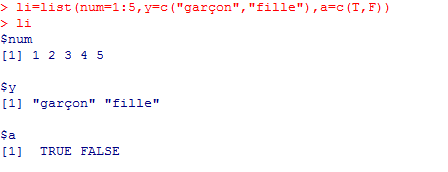 > li=list(num=1:5,y=c("garçon","fille"),a=c(T,F))
> li
$num
[1] 1 2 3 4 5
$y
[1] "garçon" "fille"
$a
[1]  TRUE FALSE